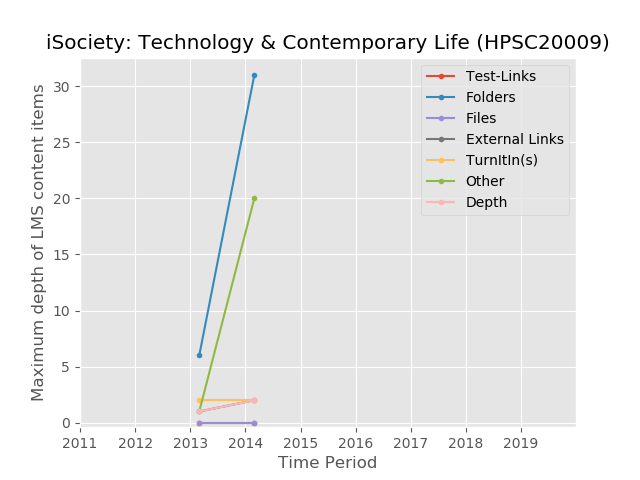 iSociety: Technology & Contemporary Life (HPSC20009)
Maximum depth of LMS content items
30
25
20
15
10
5
0
Test-Links
Folders
Files
External Links
TurnItIn(s)
Other
Depth
2011 2012 2013 2014 2015 2016 2017 2018 2019
Time Period